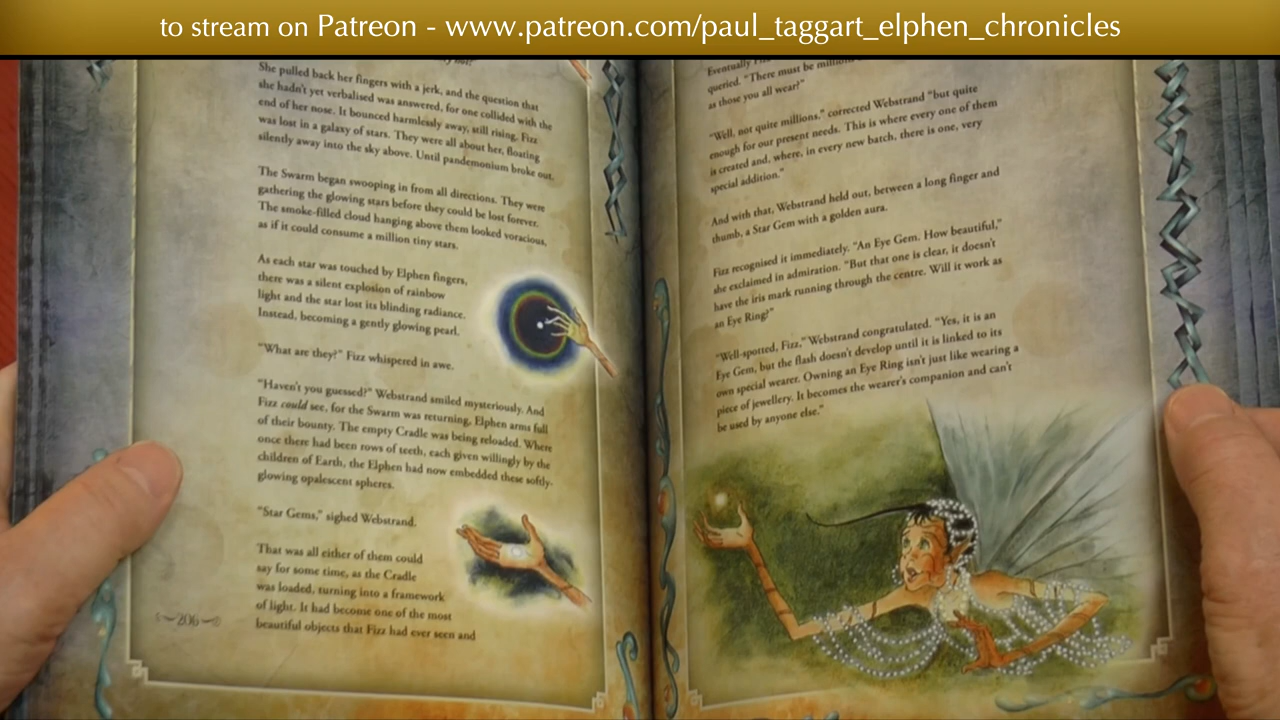 to stream on Patreon - www.patreon.com/paul_taggart_elphen_chronicles
She pulled back her fingers with a jerk, and the question that
she hadn't yet verbalised was answered, for one collided with the
end of her nose. It bounced harmlessly away, still rising. Fizz
was lost in a galaxy of stars. They were all about her, floating
silently away into the sky above. Until pandemonium broke out.
The Swarm began swooping in from all directions. They were
gathering the glowing stars before they could be lost forever.
The smoke-filled cloud hanging above them looked voracious,
as if it could consume a million tiny stars.
As each star was touched by Elphen fingers,
there was a silent explosion of rainbow
light and the star lost its blinding radiance.
Instead, becoming a gently glowing pearl.
"What are they?" Fizz whispered in awe.
"Haven't you guessed?" Webstrand smiled mysteriously. And
Fizz could see, for the Swarm was returning, Elphen arms full
of their bounty. The empty Cradle was being reloaded. Where
once there had been rows of teeth, each given willingly by the
children of Earth, the Elphen had now embedded these softly-
glowing opalescent spheres.
"Star Gems," sighed Webstrand.
That was all either of them could
say for some time, as the Cradle
was loaded, turning into a framework
of light. It had become one of the most
beautiful objects that Fizz had ever seen and
206
Eventually
queried. "There must be
as those you all wear?"
"Well, not quite millions," corrected Webstrand "but quite
enough for our present needs. This is where every one of them
is created and, where, in every new batch, there is one, very
special addition."
And with that, Webstrand held out, between a long finger and
thumb, a Star Gem with a golden aura.
Fizz recognised it immediately. "An Eye Gem. How beautiful,"
she exclaimed in admiration. "But that one is clear, it doesn't
have the iris mark running through the centre. Will it work as
an Eye Ring?"
"Well-spotted, Fizz," Webstrand congratulated. "Yes, it is an
Eye Gem, but the flash doesn't develop until it is linked to its
own special wearer. Owning an Eye Ring isn't just like wearing a
piece of jewellery. It becomes the wearer's companion and can't
be used by anyone else."